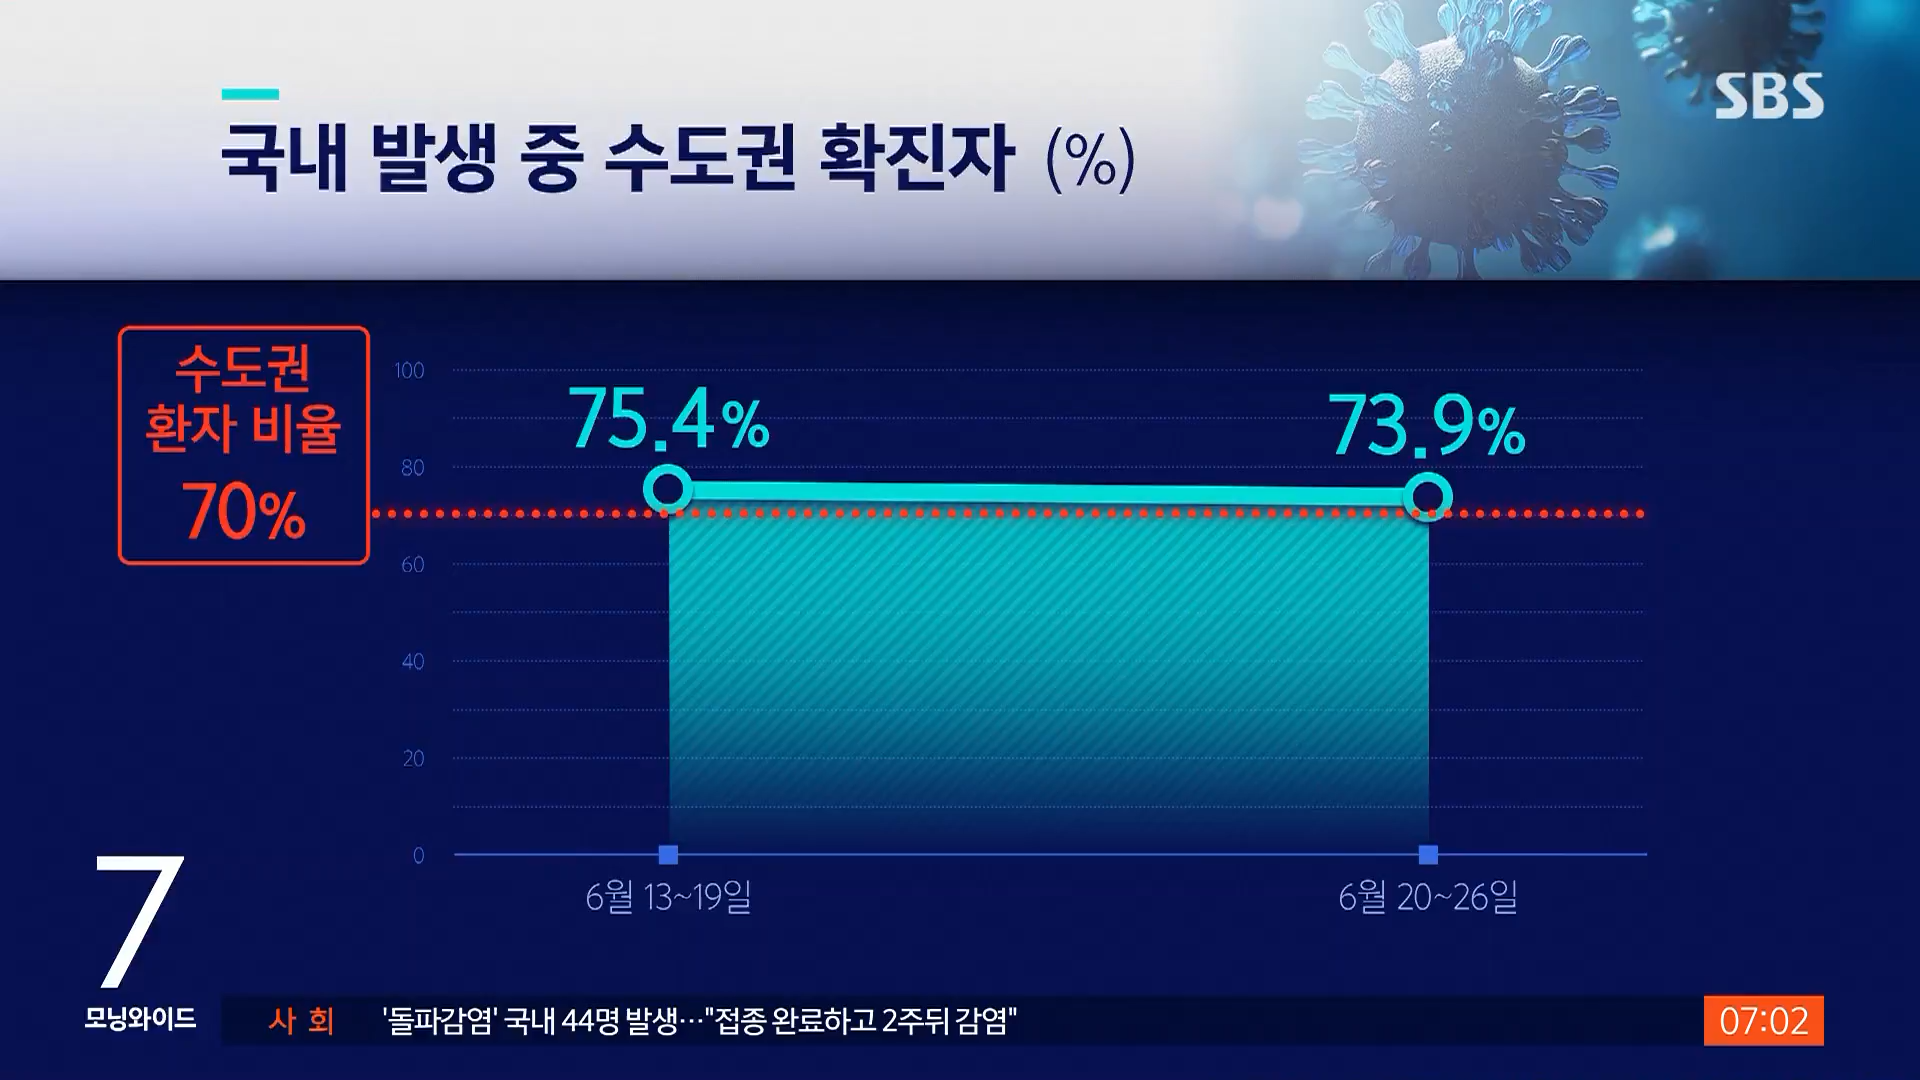 국내 발생 중 수도권 확진자 (%)
SBS
수도권
환자 비율
70%
100
80
60
40
20
0
75.4%
73.9%
6월 13~19일
6월 20~26일
7
모닝와이드
사 회 '돌파감염' 국내 44명 발생…"접종 완료하고 2주뒤 감염"
07:02